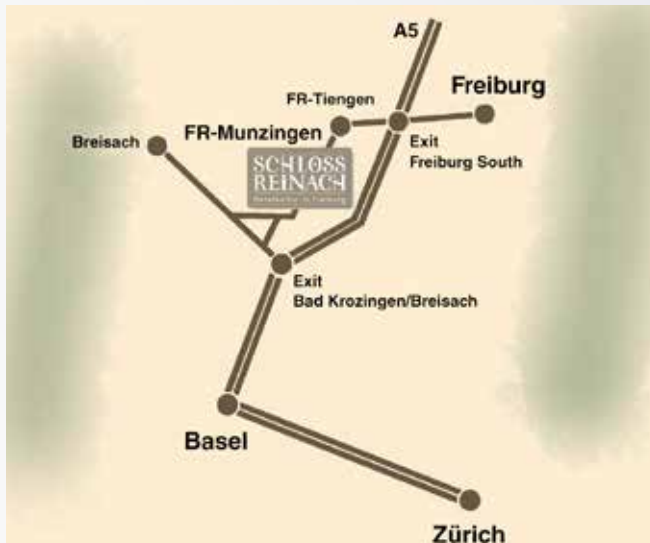 A5
Freiburg
FR-Tiengen
FR-Munzingen
Breisach
Exit
Freiburg South
SCHLOSS
REINACH
Exit
Bad Krozingen/Breisach
Basel
Zürich